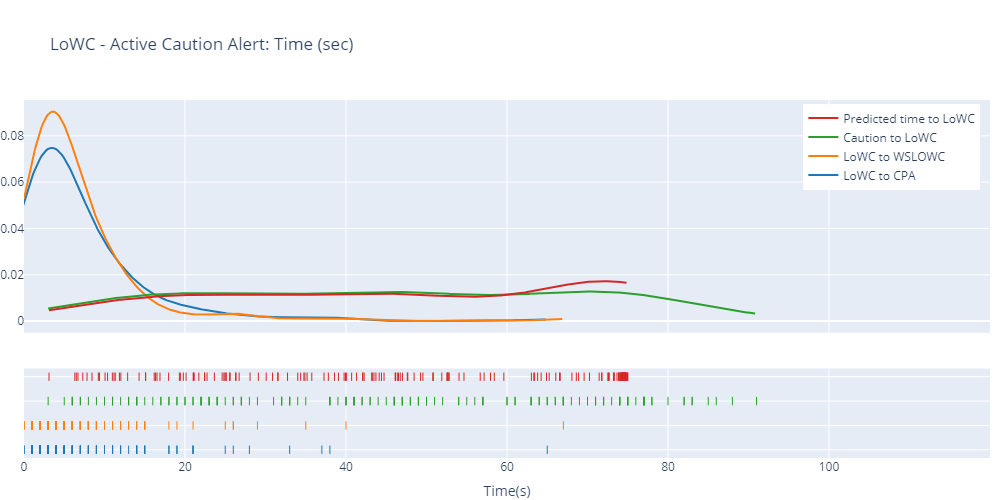 LoWC - Active Caution Alert: Time (sec)
0.08
0.06
0.04
0.02
0
Predicted time to LoWC
Caution to LoWC
LoWC to WSLOWC
LoWC to CPA
0 20 40 60 80 100
Time(s)